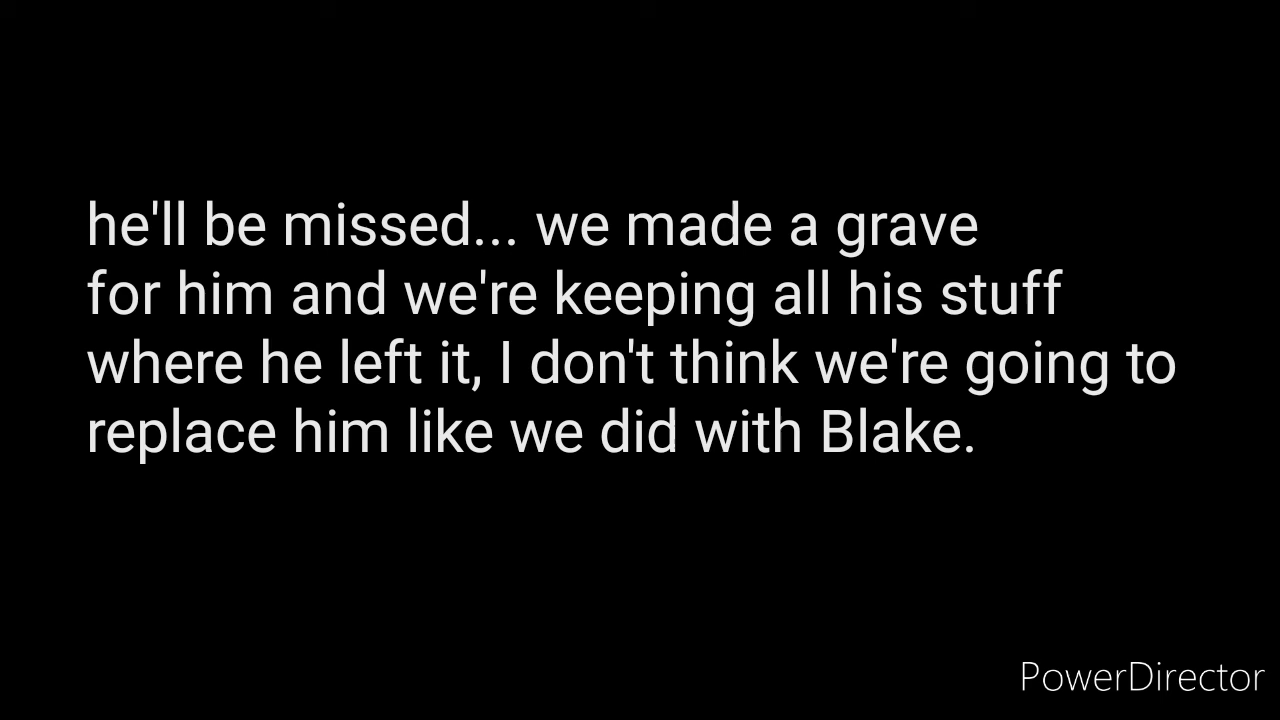 he'll be missed... we made a grave
for him and we're keeping all his stuff
where he left it, I don't think we're going to
replace him like we did with Blake.
PowerDirector